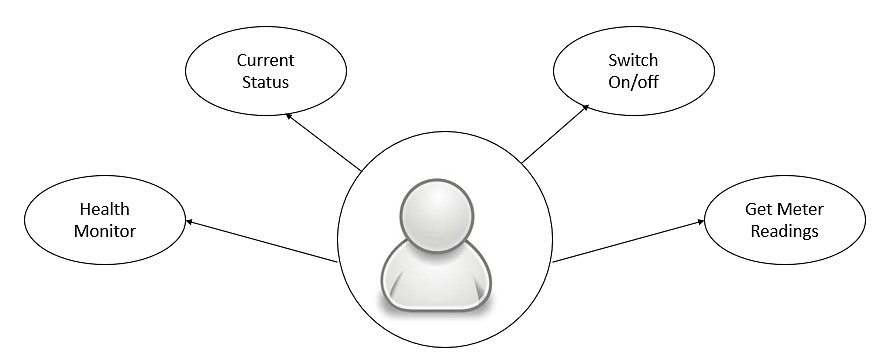 Current
Status
Switch
On/off
Health
Monitor
Get Meter
Readings